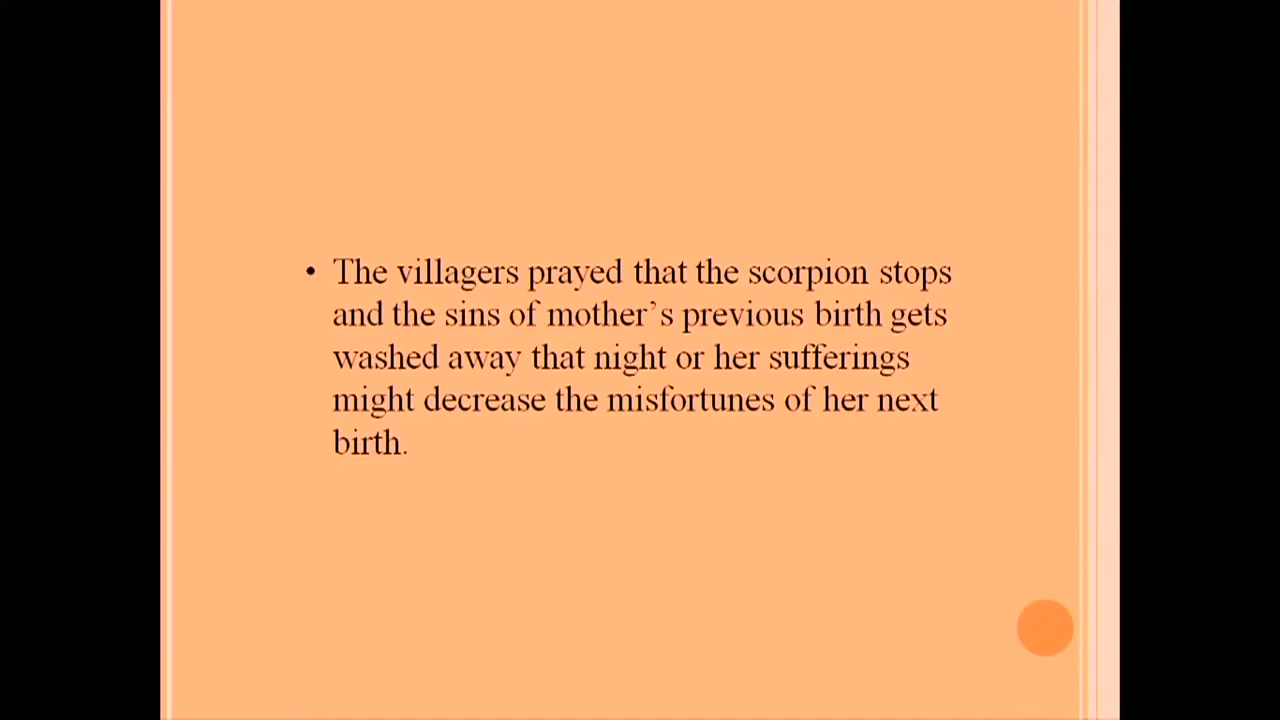 • The villagers prayed that the scorpion stops
and the sins of mother's previous birth gets
washed away that night or her sufferings
might decrease the misfortunes of her next
birth.